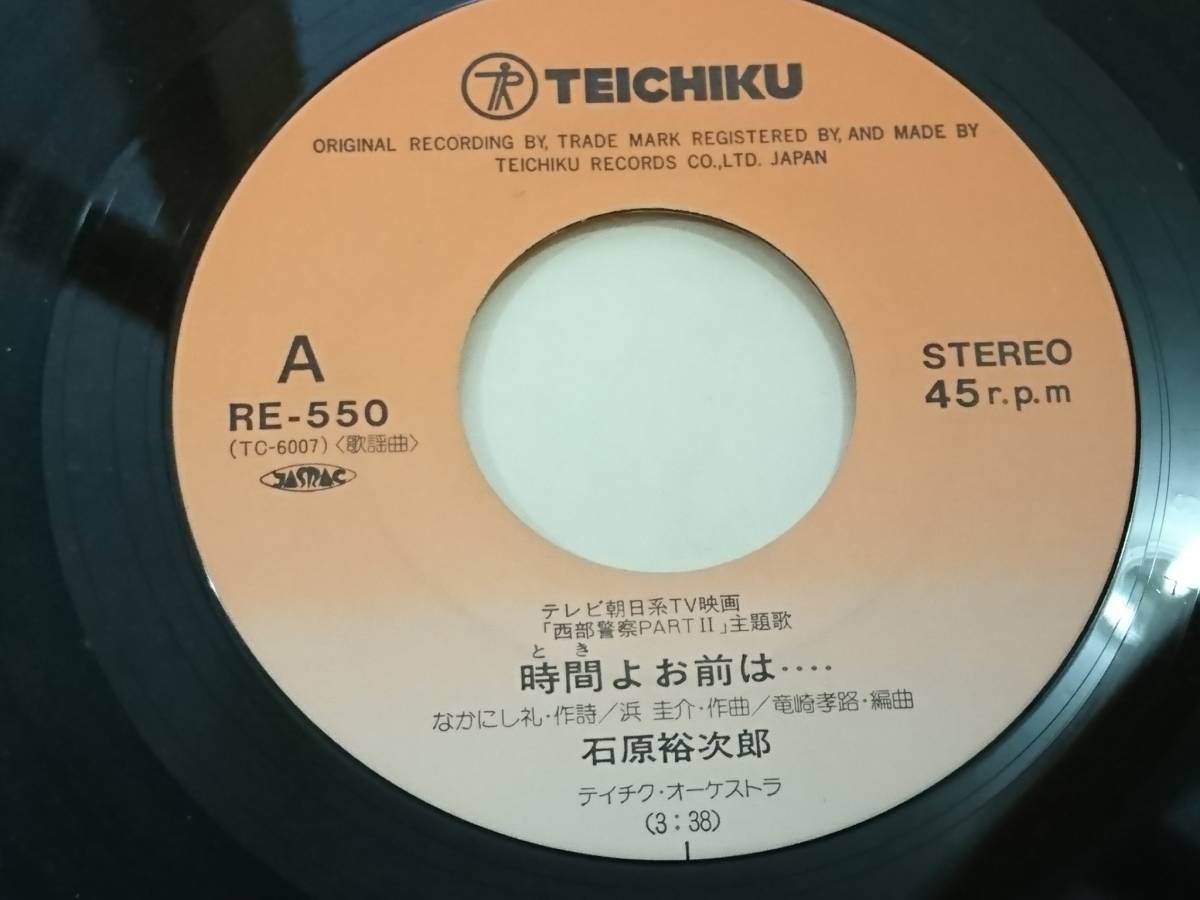 TEICHIKU
ORIGINAL RECORDING BY, TRADE MARK REGISTERED BY, AND MADE BY
TEICHIKU RECORDS CO.,LTD. JAPAN
A
RE-550
(TC-6007)〈歌謡曲〉
JASRAC
STEREO
45 r.p.m
テレビ朝日系TV映画
「西部警察PARTⅡ」主題歌
とき
時間よお前は‥‥
なかにし礼・作詩/浜 圭介・作曲/竜崎孝路・編曲
石原裕次郎
テイチク・オーケストラ
(3:38)